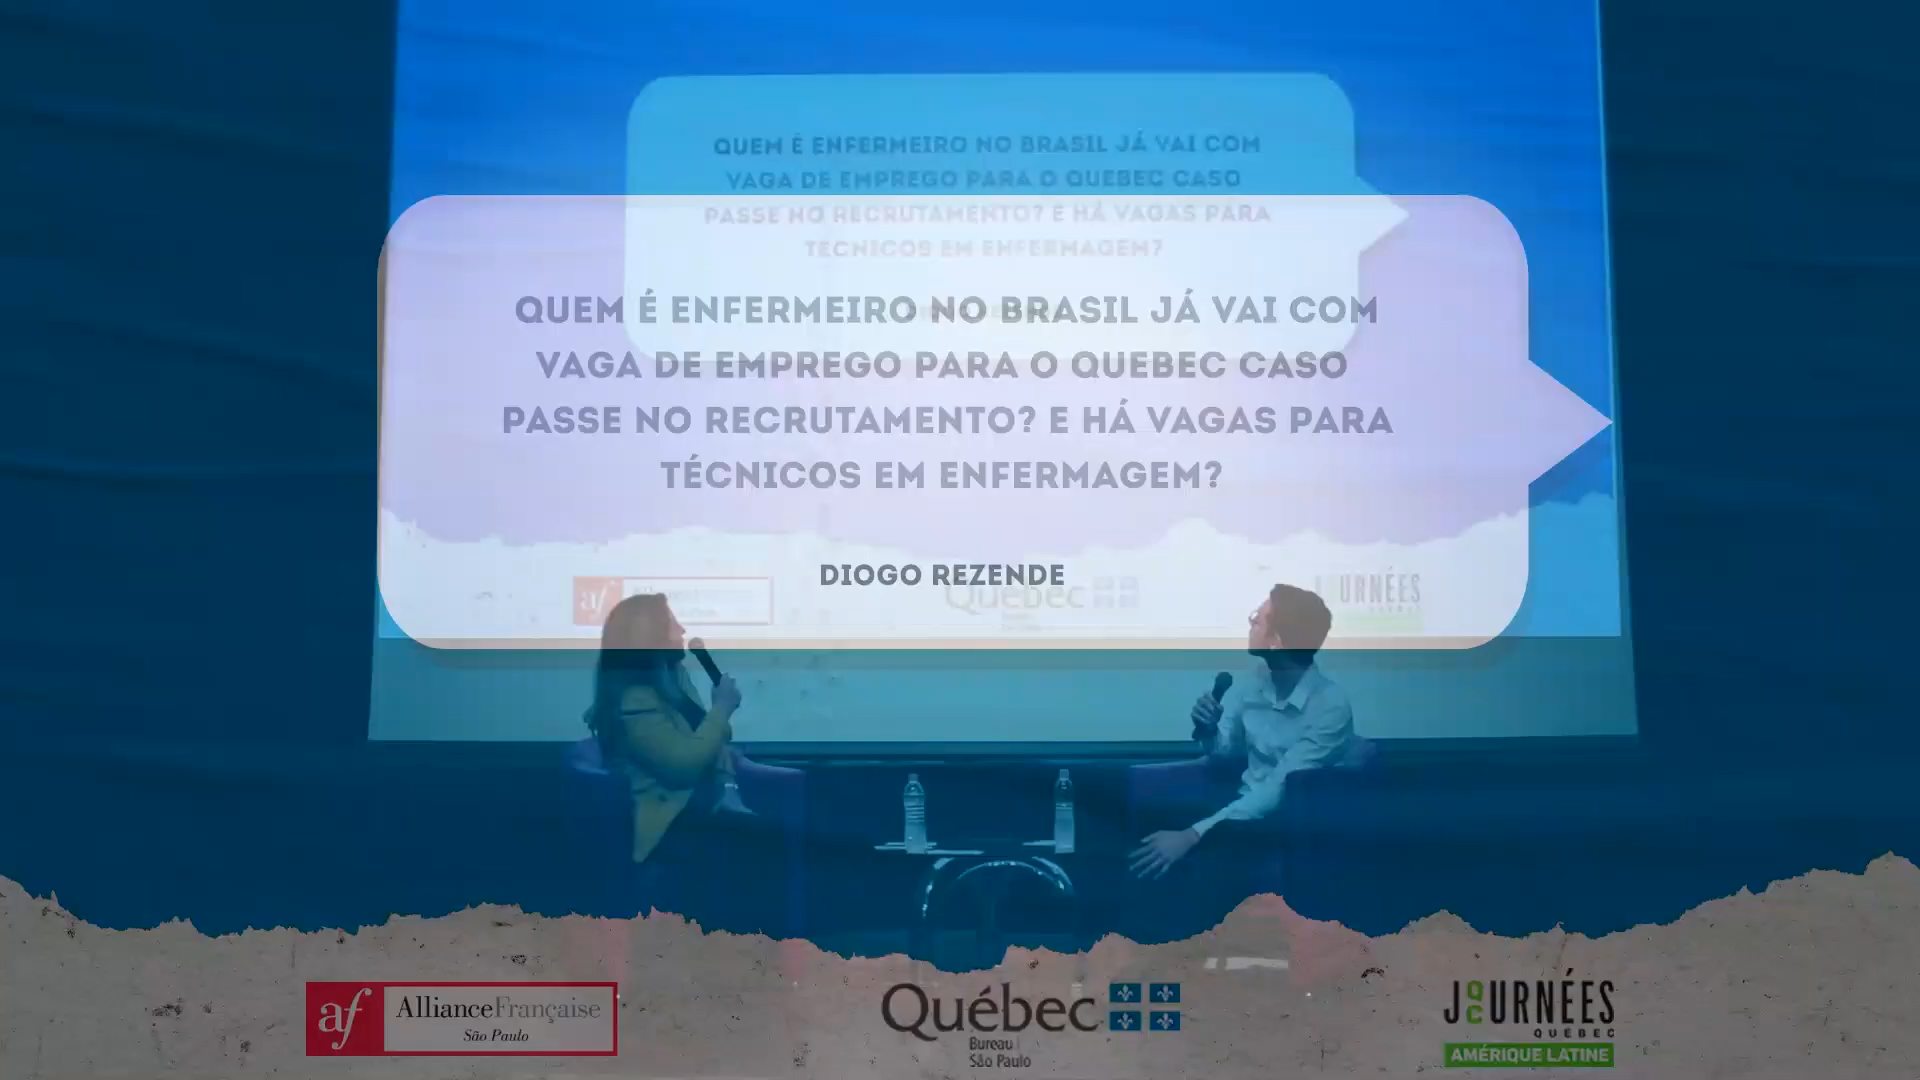 QUEM É ENFERMEIRO NO BRASIL JÁ VAI COM
VAGA DE EMPREGO PARA O QUEBEC CASO
PASSE NO RECRUTAMENTO? E HÁ VAGAS PARA
TÉCNICOS EM ENFERMAGEM?
QUEM É ENFERMEIRO NO BRASIL JÁ VAI COM
VAGA DE EMPREGO PARA O QUEBEC CASO
PASSE NO RECRUTAMENTO? E HÁ VAGAS PARA
TÉCNICOS EM ENFERMAGEM?
DIOGO REZENDE
af
Québec
JOURNÉES
af AllianceFrançaise
São Paulo
Québec
Bureau
São Paulo
JOURNÉES
QUÉBEC
AMÉRIQUE LATINE